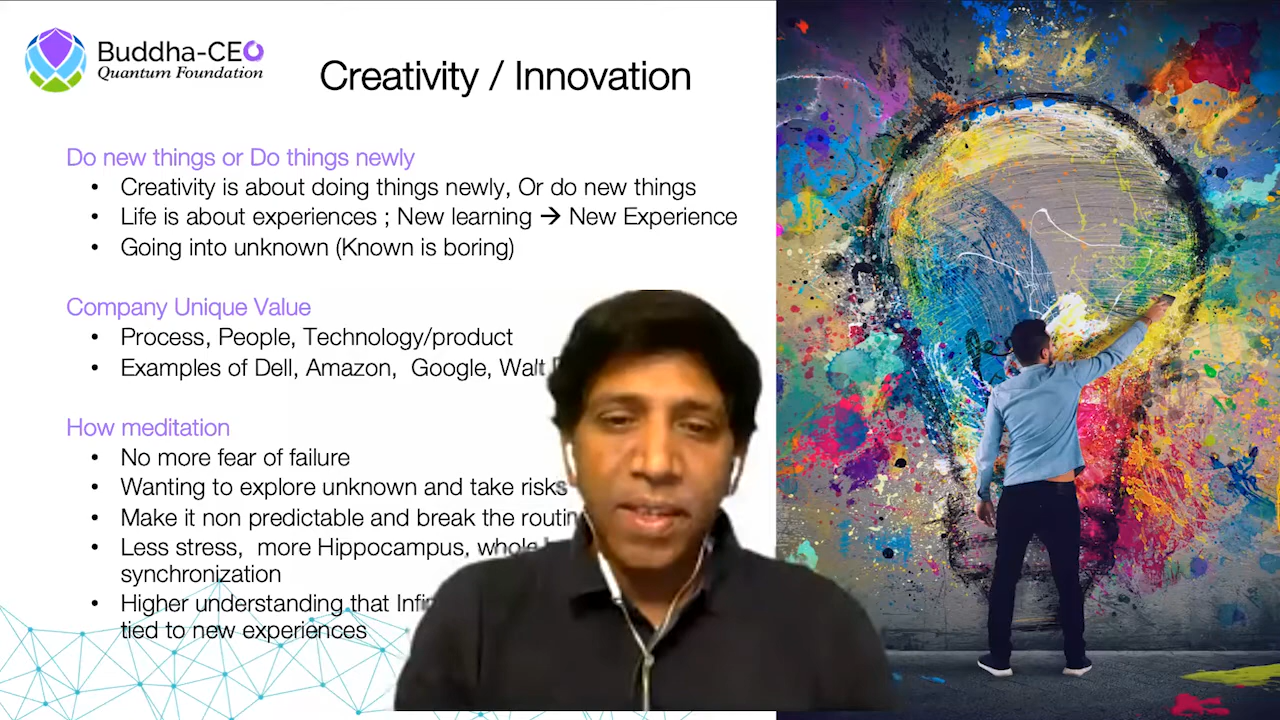 Buddha-CEO
Quantum Foundation
Creativity / Innovation
Do new things or Do things newly
• Creativity is about doing things newly, Or do new things
• Life is about experiences ; New learning → New Experience
• Going into unknown (Known is boring)
Company Unique Value
• Process, People, Technology/product
• Examples of Dell, Amazon, Google, Walt
How meditation
• No more fear of failure
• Wanting to explore unknown and take risks
• Make it non predictable and break the
• Less stress, more Hippocampus,
synchronization
• Higher understanding that
tied to new experiences